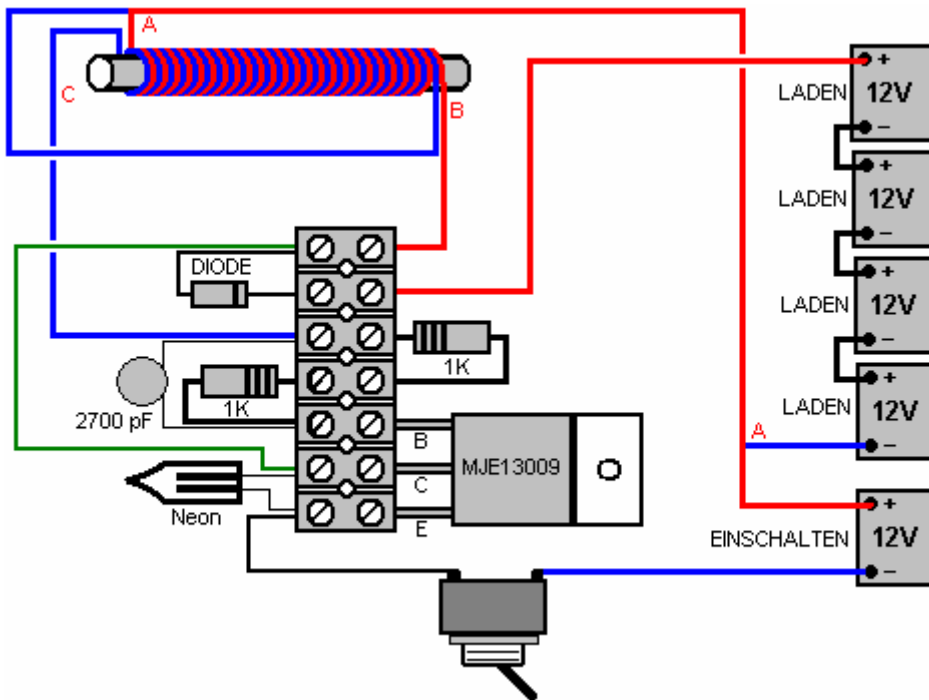 A
C
B
+
LADEN
12V
–
+
LADEN
12V
–
+
LADEN
12V
–
+
LADEN
12V
A
–
+
EINSCHALTEN
12V
–
DIODE
1K
1K
2700 pF
B
C
E
MJE13009
Neon